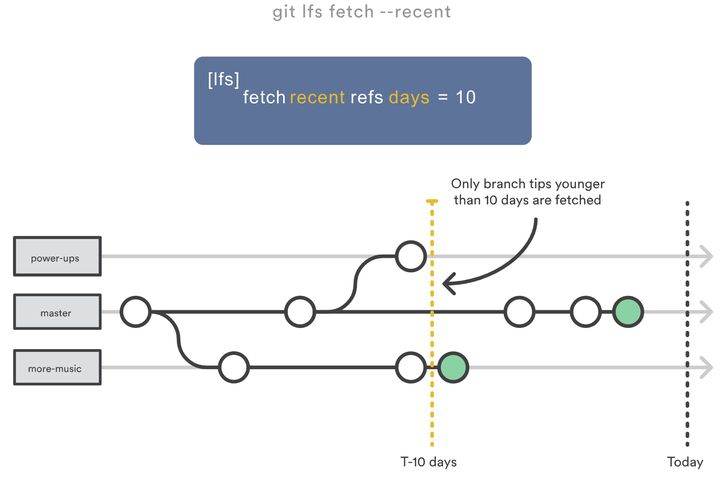 git lfs fetch --recent
[lfs]
fetch recent refs days = 10
Only branch tips younger
than 10 days are fetched
power-ups
master
more-music
T-10 days
Today